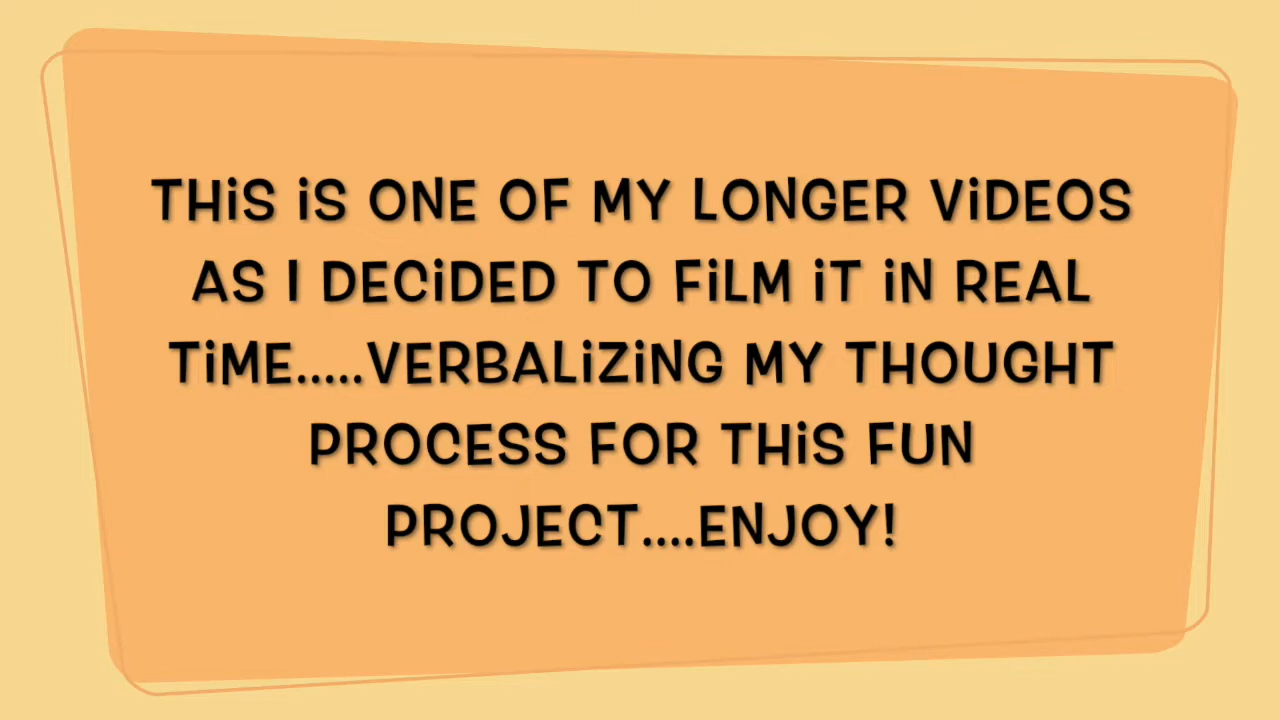 THiS iS ONE OF MY LONGER ViDEOS
AS I DECiDED TO FiLM iT iN REAL
TiME.....VERBALiZiNG MY THOUGHT
PROCESS FOR THiS FUN
PROJECT....ENJOY!